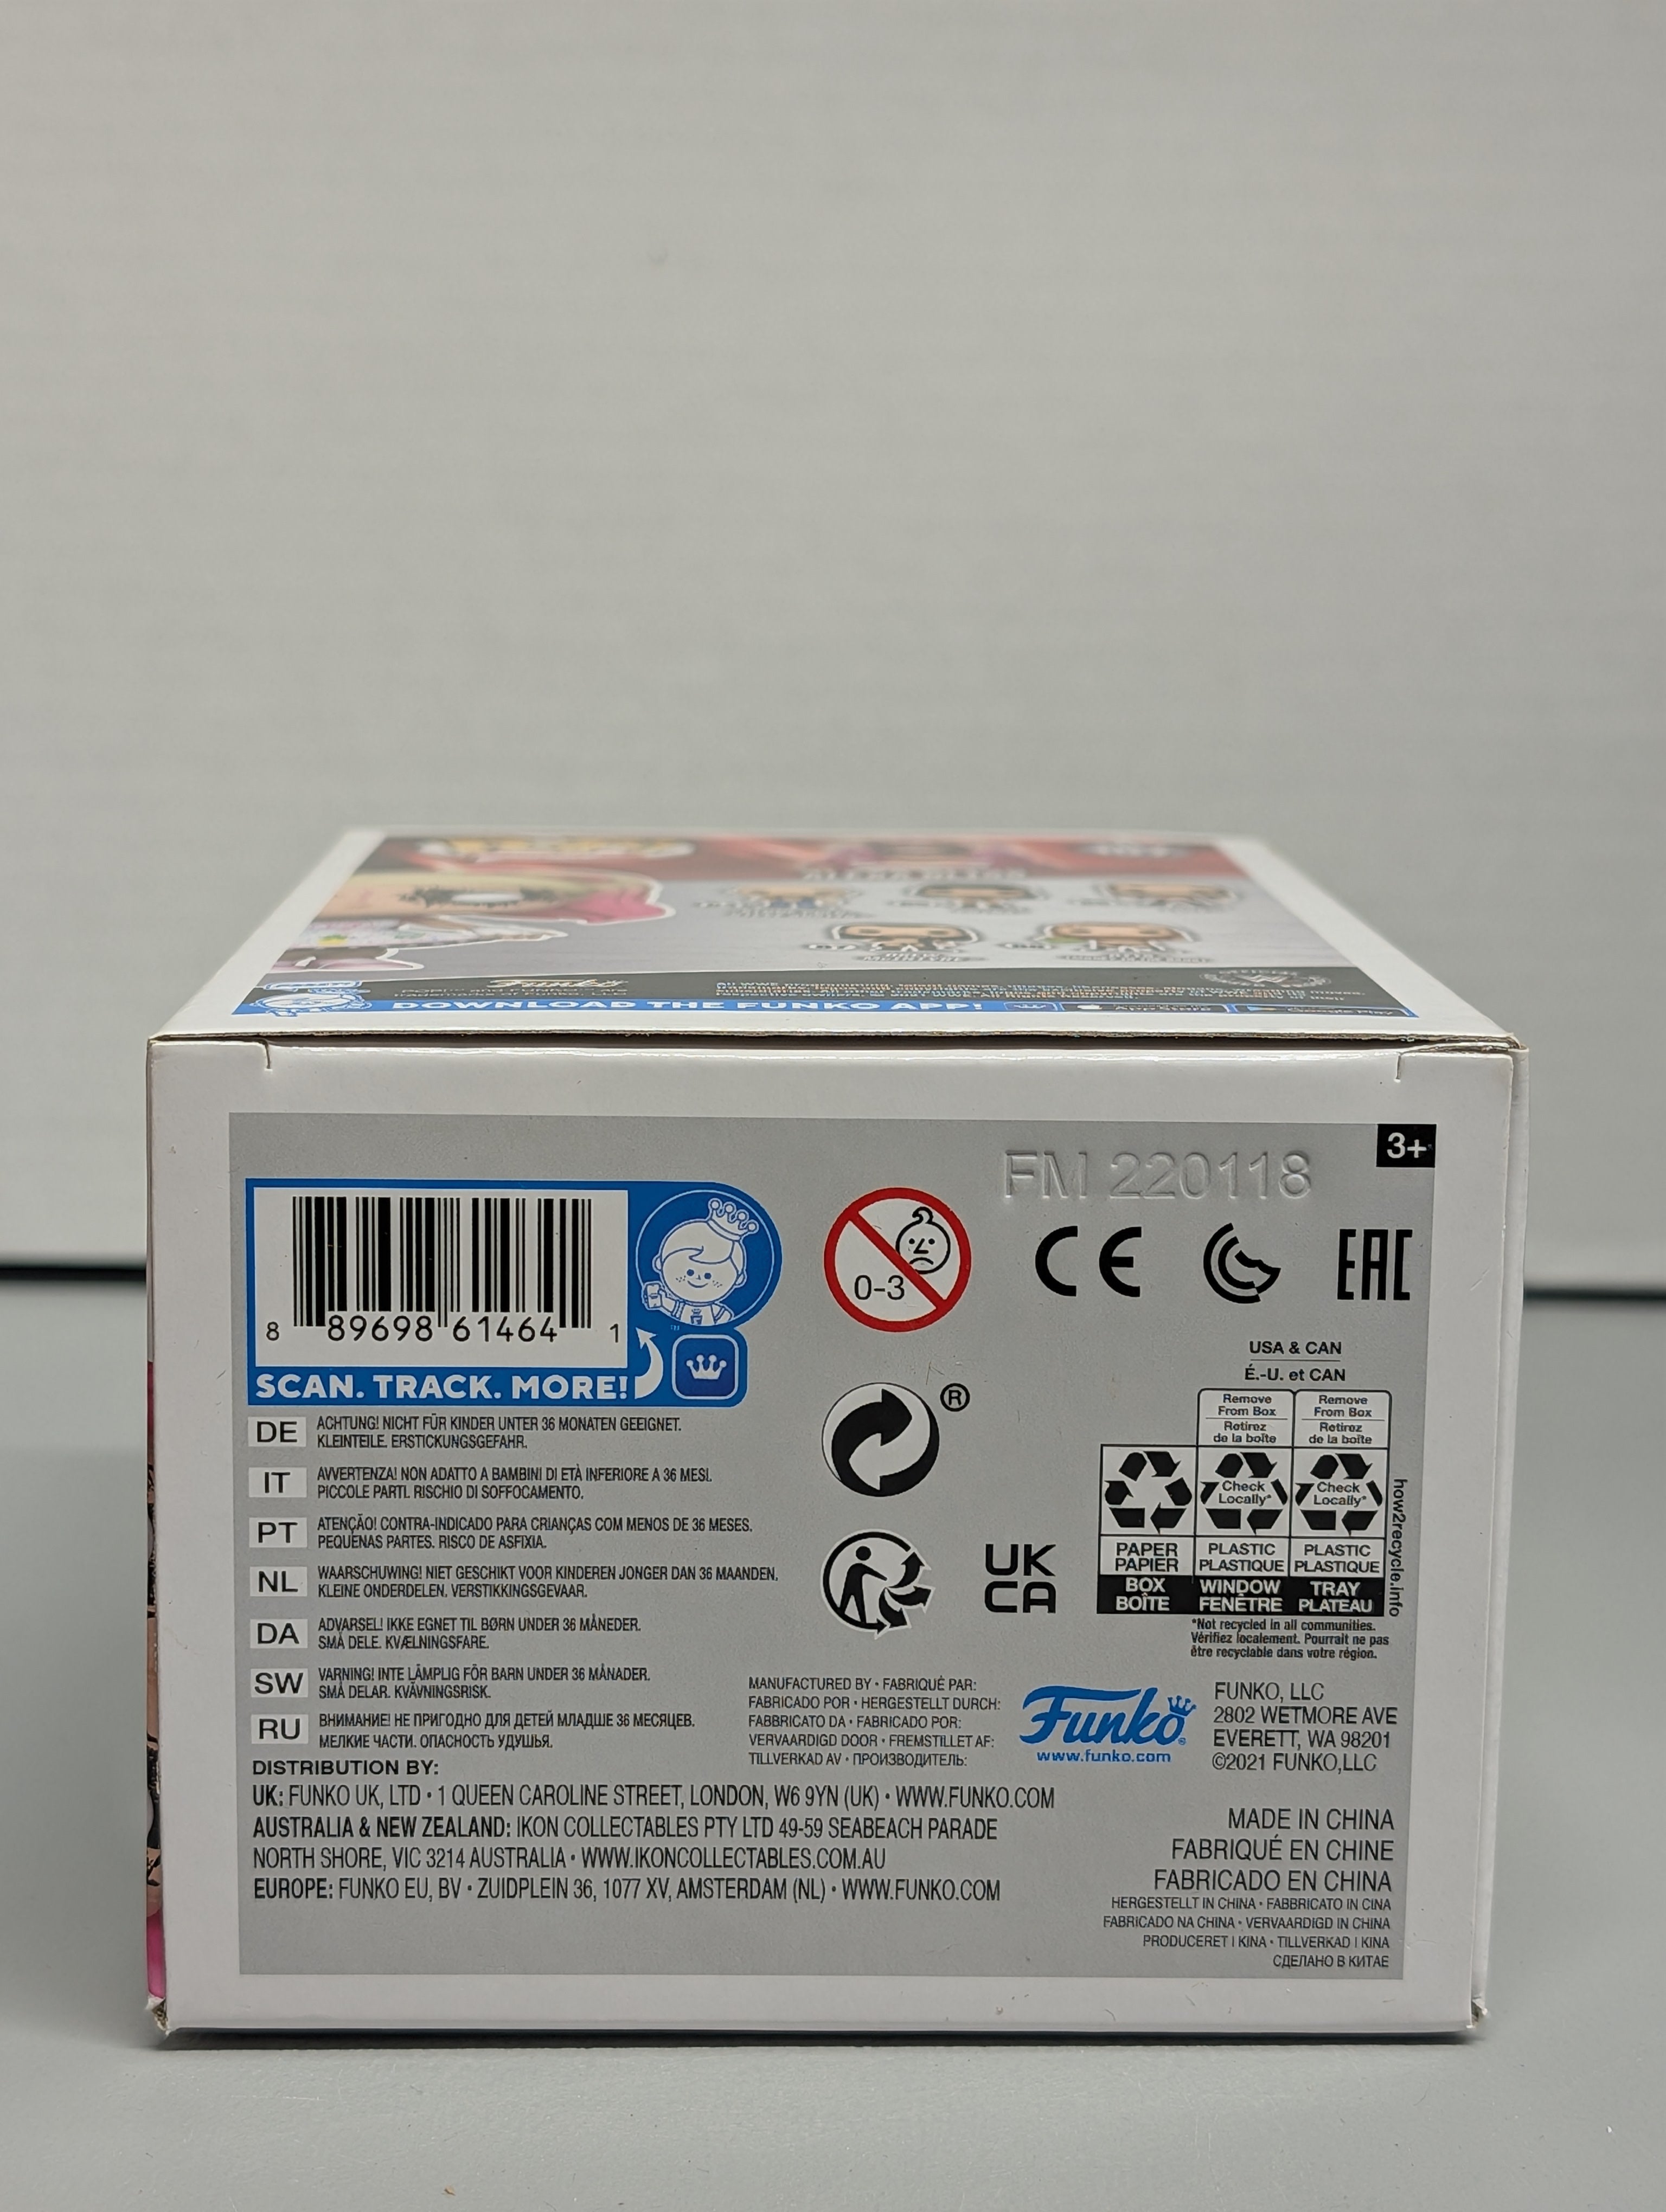 ALEXA BLISS
Funko
DOWNLOAD THE FUNKO APP!
App Store
Google Play
FM 220118
3+
8 89698 61464 1
SCAN. TRACK. MORE!
0-3
CE
EAC
USA & CAN
É.-U. et CAN
Remove
From Box
Retirez
de la boîte
Remove
From Box
Retirez
de la boîte
Check
Locally*
Check
Locally*
PAPER
PAPIER
PLASTIC
PLASTIQUE
PLASTIC
PLASTIQUE
BOX
BOÎTE
WINDOW
FENÊTRE
TRAY
PLATEAU
how2recycle.info
*Not recycled in all communities.
Vérifiez localement. Pourrait ne pas
être recyclable dans votre région.
®
UK
CA
DE ACHTUNG! NICHT FÜR KINDER UNTER 36 MONATEN GEEIGNET.
KLEINTEILE. ERSTICKUNGSGEFAHR.
IT AVVERTENZA! NON ADATTO A BAMBINI DI ETÀ INFERIORE A 36 MESI.
PICCOLE PARTI. RISCHIO DI SOFFOCAMENTO.
PT ATENÇÃO! CONTRA-INDICADO PARA CRIANÇAS COM MENOS DE 36 MESES.
PEQUENAS PARTES. RISCO DE ASFIXIA.
NL WAARSCHUWING! NIET GESCHIKT VOOR KINDEREN JONGER DAN 36 MAANDEN.
KLEINE ONDERDELEN. VERSTIKKINGSGEVAAR.
DA ADVARSEL! IKKE EGNET TIL BØRN UNDER 36 MÅNEDER.
SMÅ DELE. KVÆLNINGSFARE.
SW VARNING! INTE LÄMPLIG FÖR BARN UNDER 36 MÅNADER.
SMÅ DELAR. KVÄVNINGSRISK.
RU ВНИМАНИЕ! НЕ ПРИГОДНО ДЛЯ ДЕТЕЙ МЛАДШЕ 36 МЕСЯЦЕВ.
МЕЛКИЕ ЧАСТИ. ОПАСНОСТЬ УДУШЬЯ.
MANUFACTURED BY • FABRIQUÉ PAR:
FABRICADO POR • HERGESTELLT DURCH:
FABBRICATO DA • FABRICADO POR:
VERVAARDIGD DOOR • FREMSTILLET AF:
TILLVERKAD AV • ПРОИЗВОДИТЕЛЬ:
Funko®
www.funko.com
FUNKO, LLC
2802 WETMORE AVE
EVERETT, WA 98201
©2021 FUNKO,LLC
DISTRIBUTION BY:
UK: FUNKO UK, LTD • 1 QUEEN CAROLINE STREET, LONDON, W6 9YN (UK) • WWW.FUNKO.COM
AUSTRALIA & NEW ZEALAND: IKON COLLECTABLES PTY LTD 49-59 SEABEACH PARADE
NORTH SHORE, VIC 3214 AUSTRALIA • WWW.IKONCOLLECTABLES.COM.AU
EUROPE: FUNKO EU, BV • ZUIDPLEIN 36, 1077 XV, AMSTERDAM (NL) • WWW.FUNKO.COM
MADE IN CHINA
FABRIQUÉ EN CHINE
FABRICADO EN CHINA
HERGESTELLT IN CHINA • FABBRICATO IN CINA
FABRICADO NA CHINA • VERVAARDIGD IN CHINA
PRODUCERET I KINA • TILLVERKAD I KINA
СДЕЛАНО В КИТАЕ